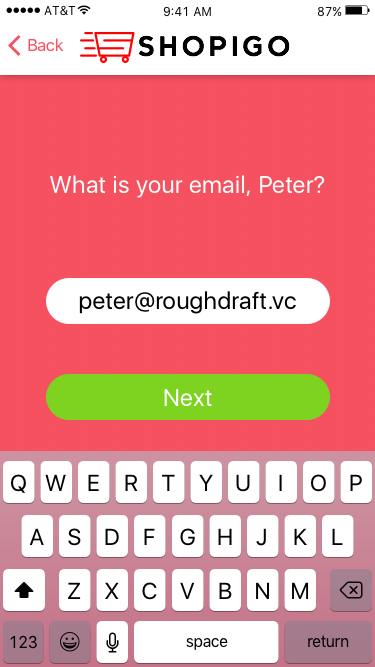 AT&T 9:41 AM 87%
Back SHOPIGO
What is your email, Peter?
peter@roughdraft.vc
Next
Q W E R T Y U I O P
A S D F G H J K L
Z X C V B N M
123 space return